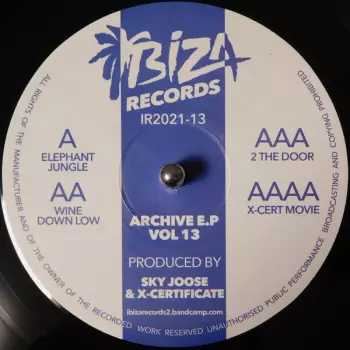 IBIZA
RECORDS
IR2021-13
A
ELEPHANT
JUNGLE
AA
WINE
DOWN LOW
AAA
2 THE DOOR
AAAA
X-CERT MOVIE
ARCHIVE E.P
VOL 13
PRODUCED BY
SKY JOOSE
& X-CERTIFICATE
ibizarecords2.bandcamp.com
ALL RIGHTS OF THE MANUFACTURER AND OF THE OWNER OF THE RECORDED WORK RESERVED UNAUTHORISED PUBLIC PERFORMANCE BROADCASTING AND COPYING PROHIBITED